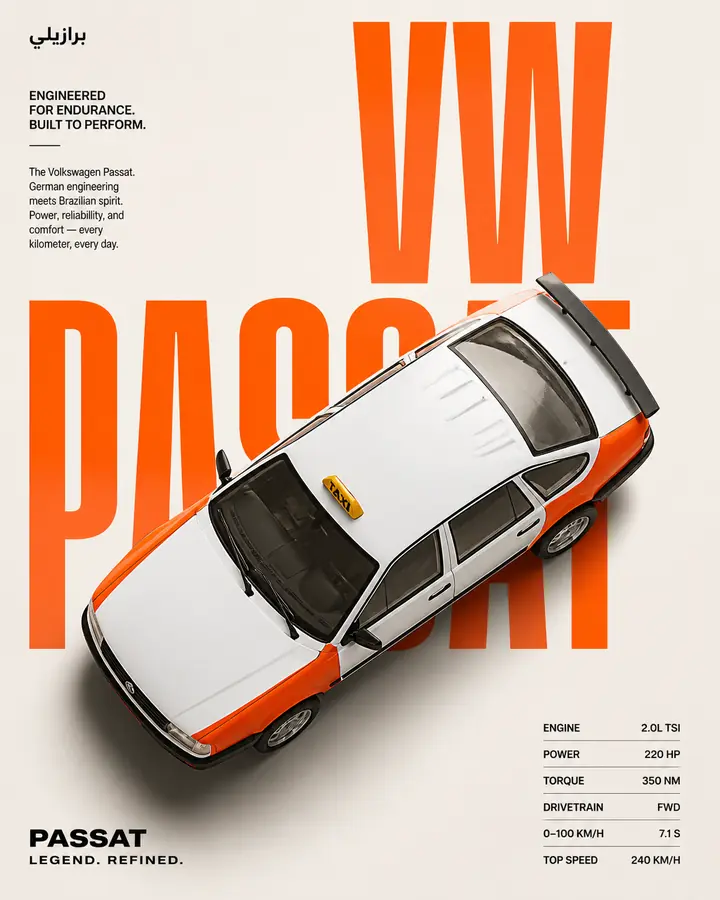 برازيلي
VW
ENGINEERED
FOR ENDURANCE.
BUILT TO PERFORM.
The Volkswagen Passat.
German engineering
meets Brazilian spirit.
Power, reliability, and
comfort — every
kilometer, every day.
PASSAT
TAXI
ENGINE 2.0L TSI
POWER 220 HP
TORQUE 350 NM
DRIVETRAIN FWD
0–100 KM/H 7.1 S
TOP SPEED 240 KM/H
PASSAT
LEGEND. REFINED.